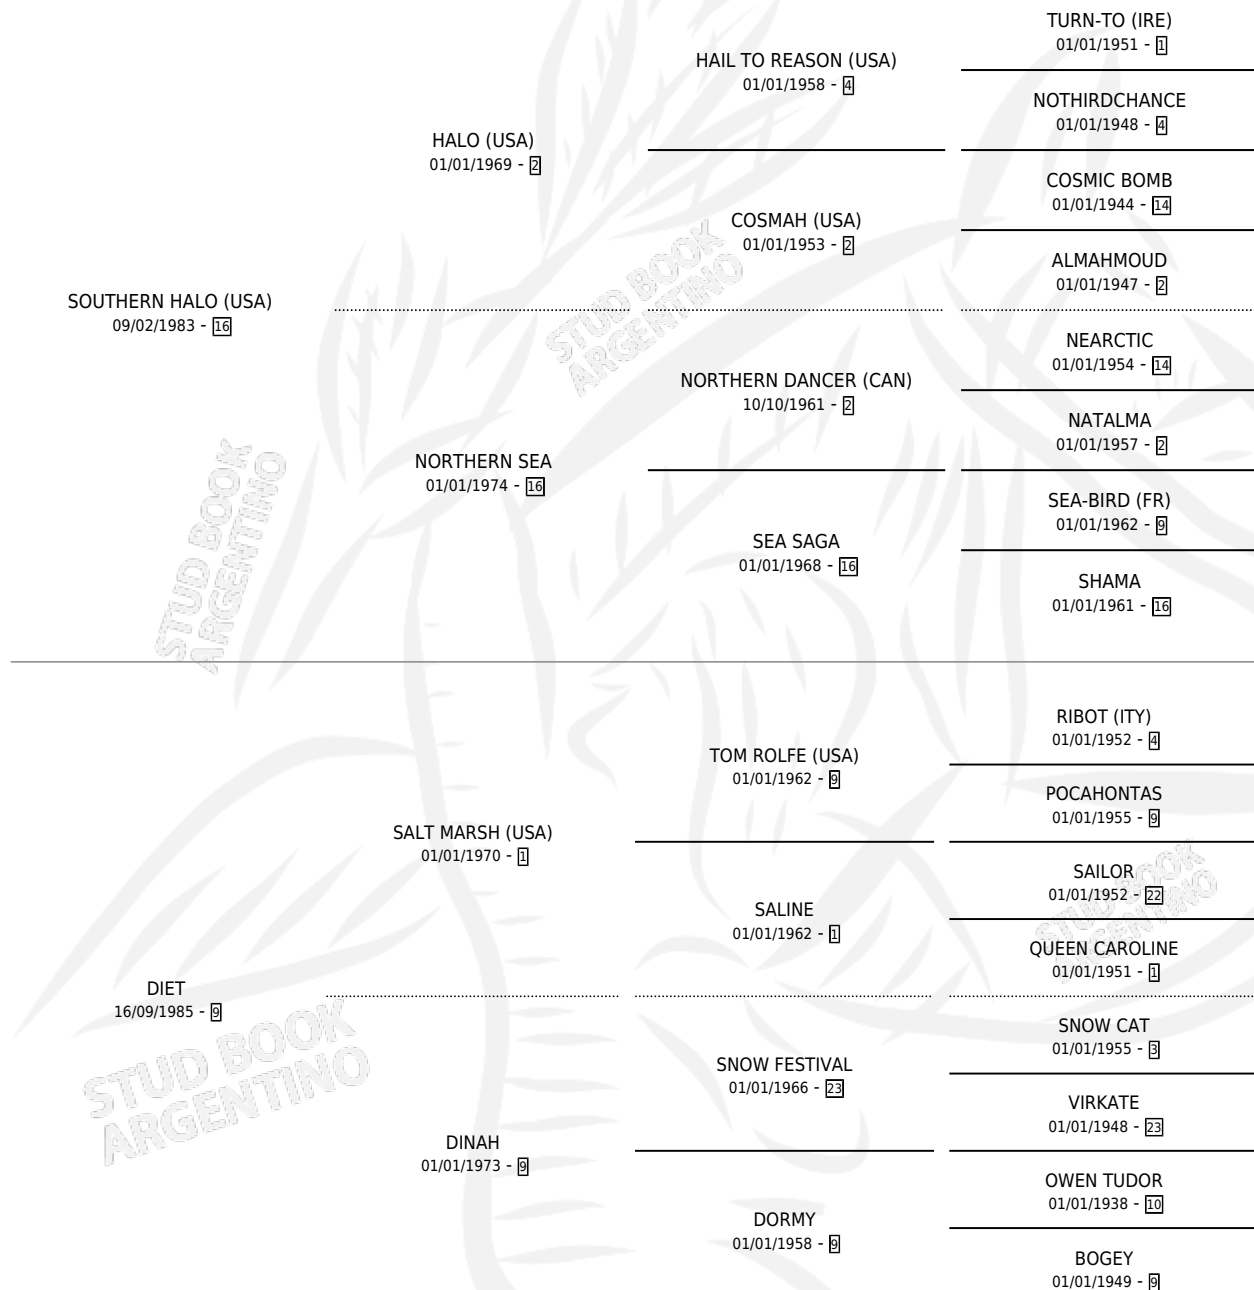 TURN-TO (IRE)
01/01/1951 - 1
HAIL TO REASON (USA)
01/01/1958 - 4
NOTHIRDCHANCE
01/01/1948 - 4
HALO (USA)
01/01/1969 - 2
COSMIC BOMB
01/01/1944 - 14
COSMAH (USA)
01/01/1953 - 2
ALMAHMOUD
01/01/1947 - 2
SOUTHERN HALO (USA)
09/02/1983 - 16
NEARCTIC
01/01/1954 - 14
NORTHERN DANCER (CAN)
10/10/1961 - 2
NATALMA
01/01/1957 - 2
NORTHERN SEA
01/01/1974 - 16
SEA-BIRD (FR)
01/01/1962 - 9
SEA SAGA
01/01/1968 - 16
SHAMA
01/01/1961 - 16
RIBOT (ITY)
01/01/1952 - 4
TOM ROLFE (USA)
01/01/1962 - 9
POCAHONTAS
01/01/1955 - 9
SALT MARSH (USA)
01/01/1970 - 1
SAILOR
01/01/1952 - 22
SALINE
01/01/1962 - 1
QUEEN CAROLINE
01/01/1951 - 1
DIET
16/09/1985 - 9
SNOW CAT
01/01/1955 - 3
SNOW FESTIVAL
01/01/1966 - 23
VIRKATE
01/01/1948 - 23
DINAH
01/01/1973 - 9
OWEN TUDOR
01/01/1938 - 10
DORMY
01/01/1958 - 9
BOGEY
01/01/1949 - 9
STUD BOOK
ARGENTINO
STUD BOOK
ARGENTINO
STUD BOOK
ARGENTINO
STUD BOOK
ARGENTINO